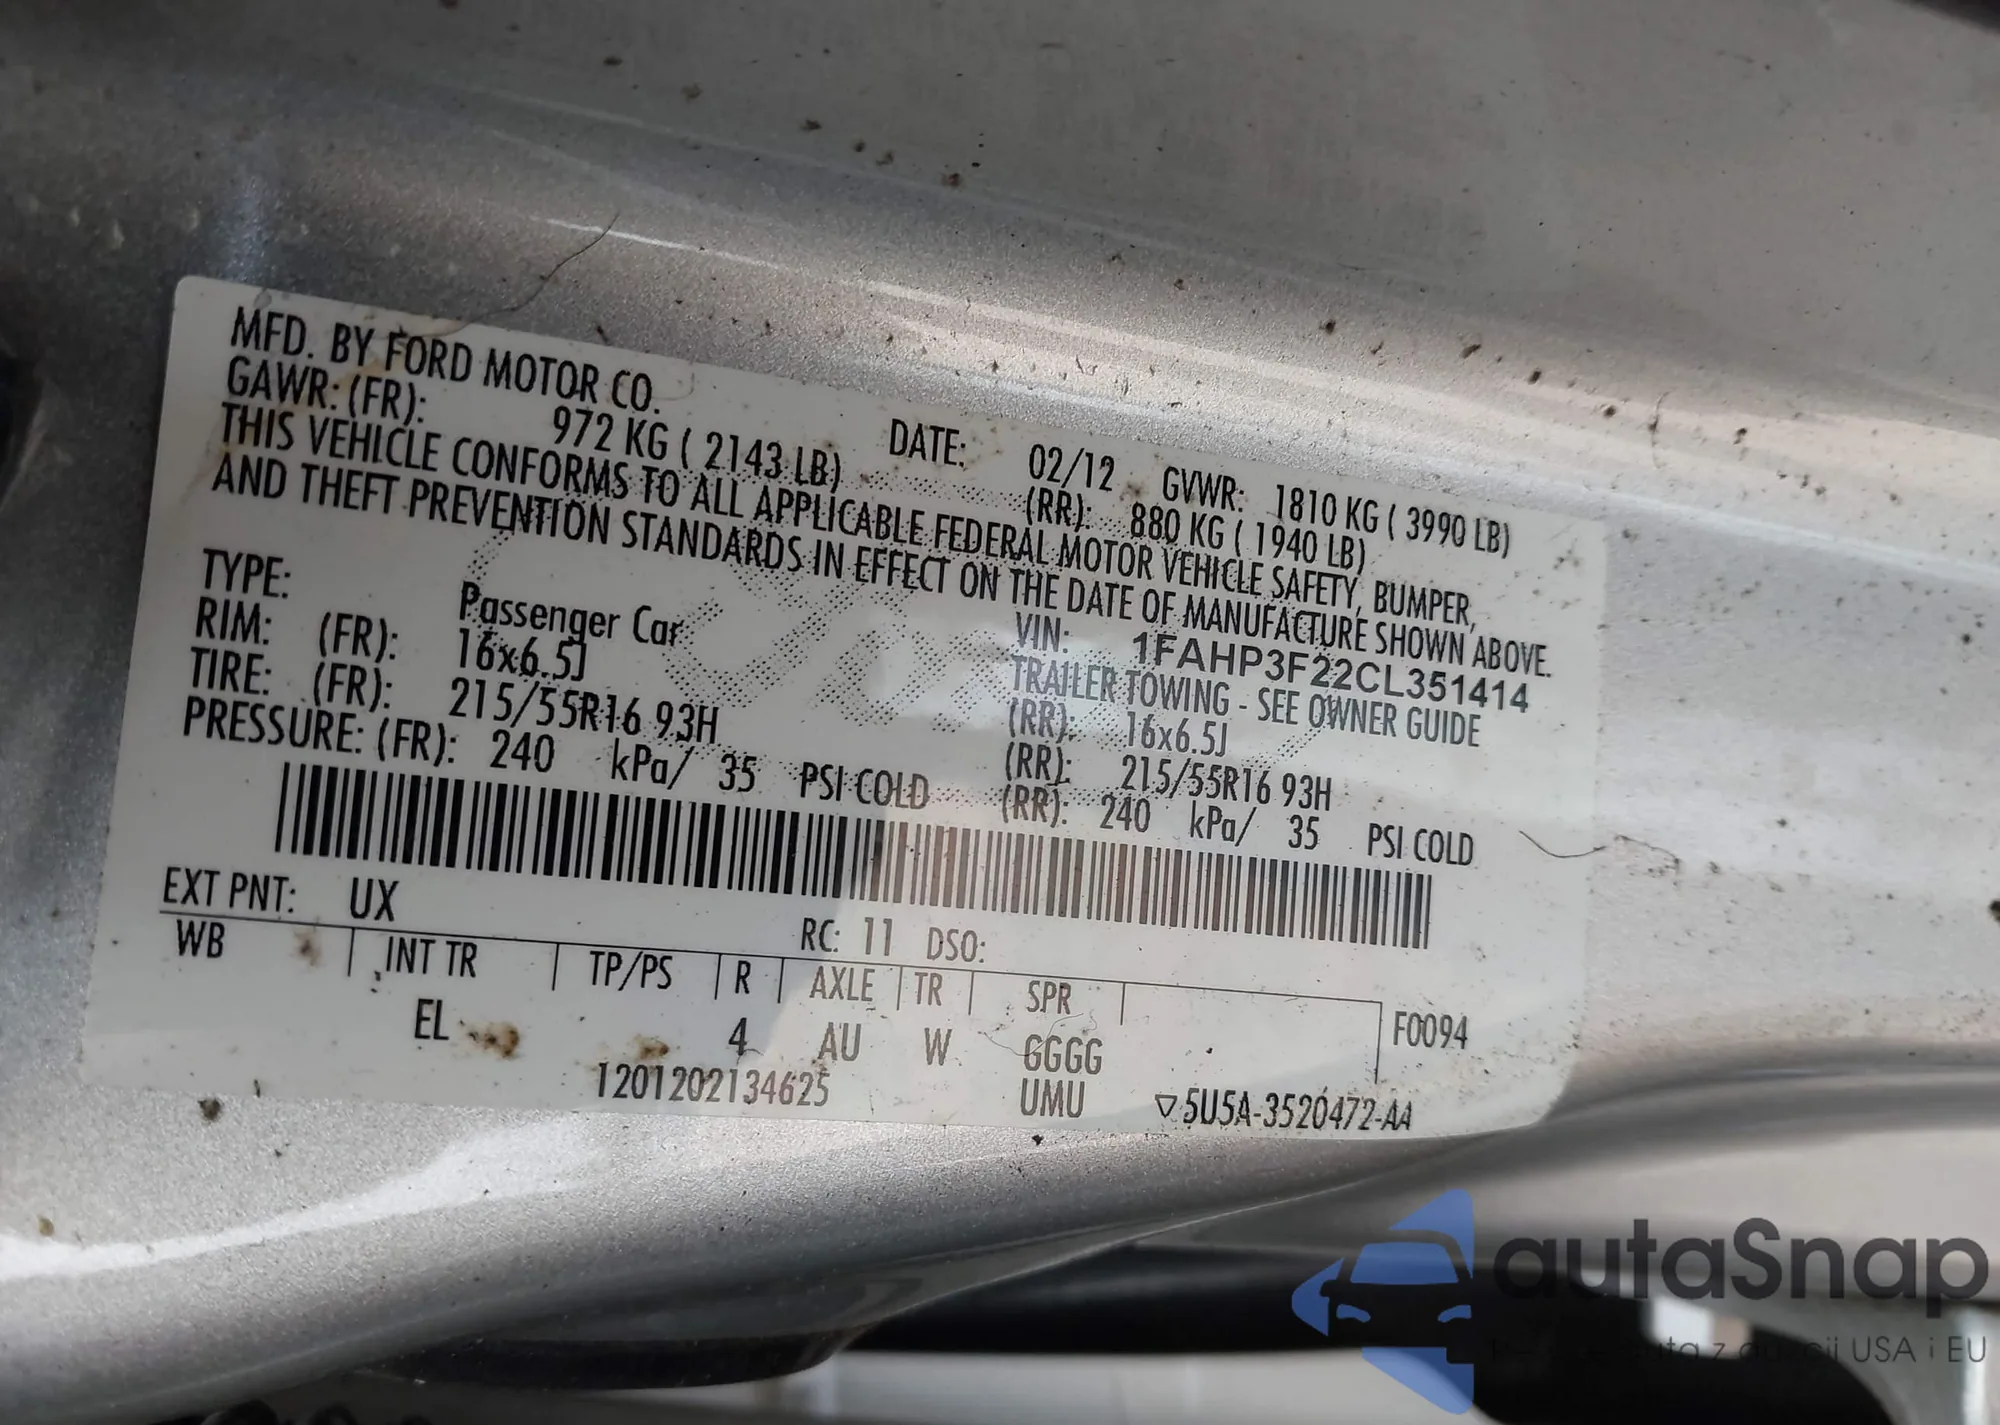 MFD. BY FORD MOTOR CO.
DATE: 02/12 GVWR: 1810 KG ( 3990 LB)
GAWR: (FR): 972 KG ( 2143 LB) (RR): 880 KG ( 1940 LB)
THIS VEHICLE CONFORMS TO ALL APPLICABLE FEDERAL MOTOR VEHICLE SAFETY, BUMPER,
AND THEFT PREVENTION STANDARDS IN EFFECT ON THE DATE OF MANUFACTURE SHOWN ABOVE.
VIN: 1FAHP3F22CL351414
TYPE: Passenger Car TRAILER TOWING - SEE OWNER GUIDE
RIM: (FR): 16x6.5J (RR): 16x6.5J
TIRE: (FR): 215/55R16 93H (RR): 215/55R16 93H
PRESSURE: (FR): 240 kPa/ 35 PSI COLD (RR): 240 kPa/ 35 PSI COLD
EXT PNT: UX RC: 11 DSO:
WB INT TR TP/PS R AXLE TR SPR F0094
EL 4 AU W GGGG
1201202134625 UMU ▽5U5A-3520472-AA
autaSnap
USA i EU